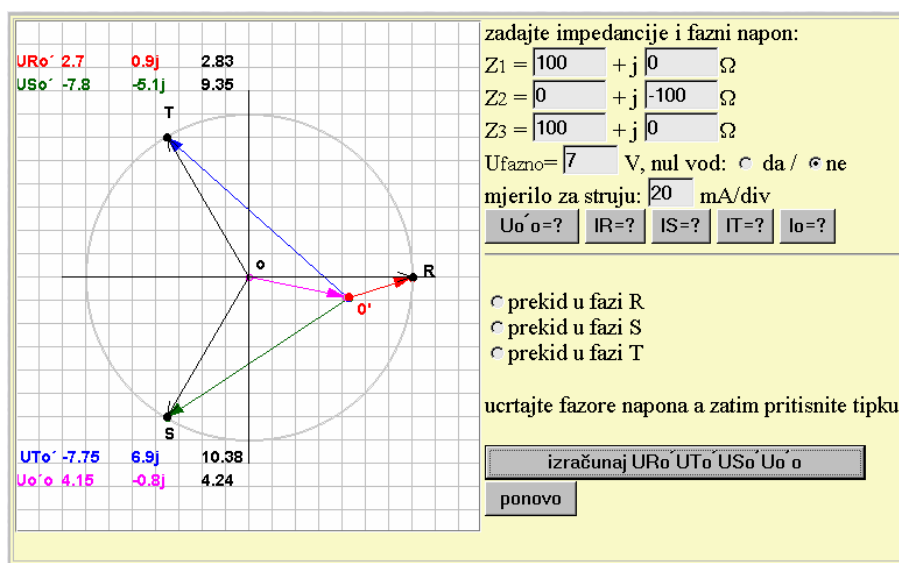 URo´ 2.7 0.9j 2.83
USo´ -7.8 -5.1j 9.35
T
o
R
o'
S
UTo´ -7.75 6.9j 10.38
Uo´o 4.15 -0.8j 4.24
zadajte impedancije i fazni napon:
Z1 = 100 + j 0 Ω
Z2 = 0 + j -100 Ω
Z3 = 100 + j 0 Ω
Ufazno= 7 V, nul vod: da / ne
mjerilo za struju: 20 mA/div
Uo´o=? IR=? IS=? IT=? Io=?
prekid u fazi R
prekid u fazi S
prekid u fazi T
ucrtajte fazore napona a zatim pritisnite tipku
izračunaj URo´UTo´USo´Uo´o
ponovo